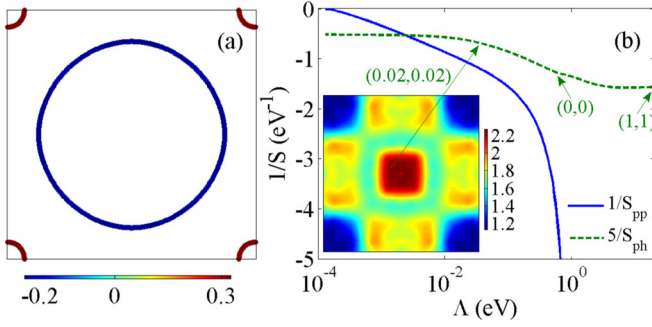 (a)
-0.2 0 0.3
1/S (eV⁻¹)
0
-1
-2
-3
-4
-5
(b)
(0.02,0.02)
(0,0)
(1,1)
2.2
2
1.8
1.6
1.4
1.2
1/S_pp
5/S_ph
10⁻⁴ 10⁻² 10⁰
Λ (eV)